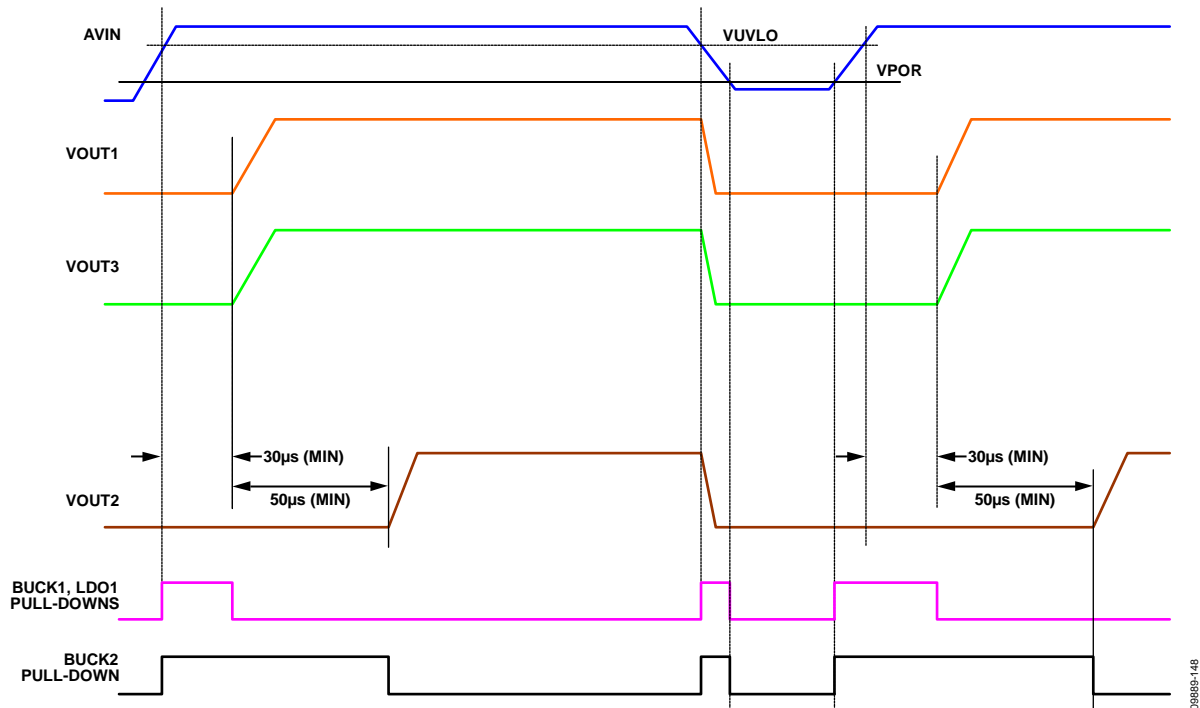 AVIN
VUVLO
VPOR
VOUT1
VOUT3
30µs (MIN)
30µs (MIN)
VOUT2
50µs (MIN)
50µs (MIN)
BUCK1, LDO1
PULL-DOWNS
BUCK2
PULL-DOWN
09889-148